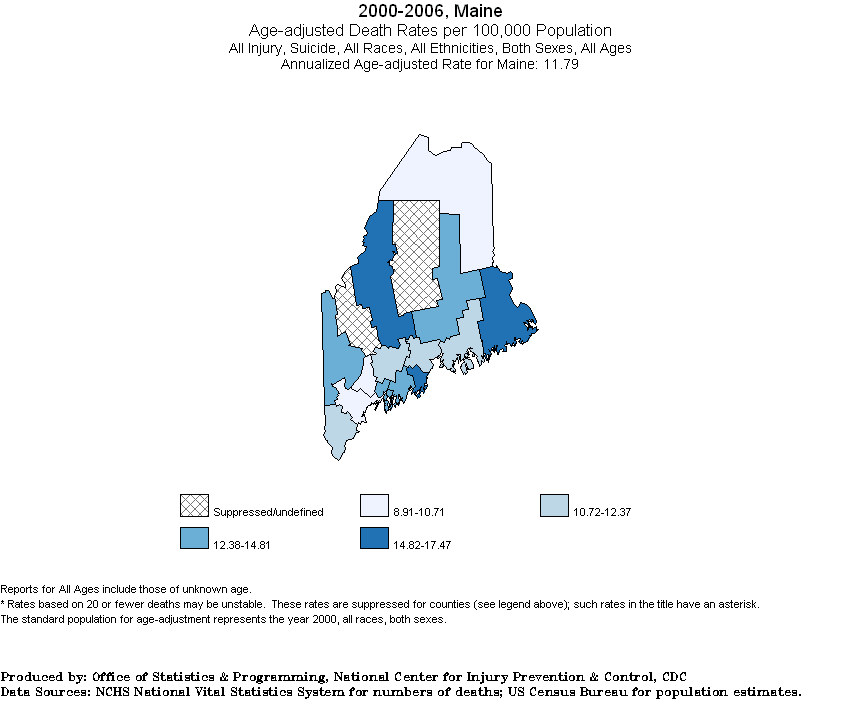 2000-2006, Maine
Age-adjusted Death Rates per 100,000 Population
All Injury, Suicide, All Races, All Ethnicities, Both Sexes, All Ages
Annualized Age-adjusted Rate for Maine: 11.79
Suppressed/undefined 8.91-10.71 10.72-12.37
12.38-14.81 14.82-17.47
Reports for All Ages include those of unknown age.
* Rates based on 20 or fewer deaths may be unstable. These rates are suppressed for counties (see legend above); such rates in the title have an asterisk.
The standard population for age-adjustment represents the year 2000, all races, both sexes.
Produced by: Office of Statistics & Programming, National Center for Injury Prevention & Control, CDC
Data Sources: NCHS National Vital Statistics System for numbers of deaths; US Census Bureau for population estimates.